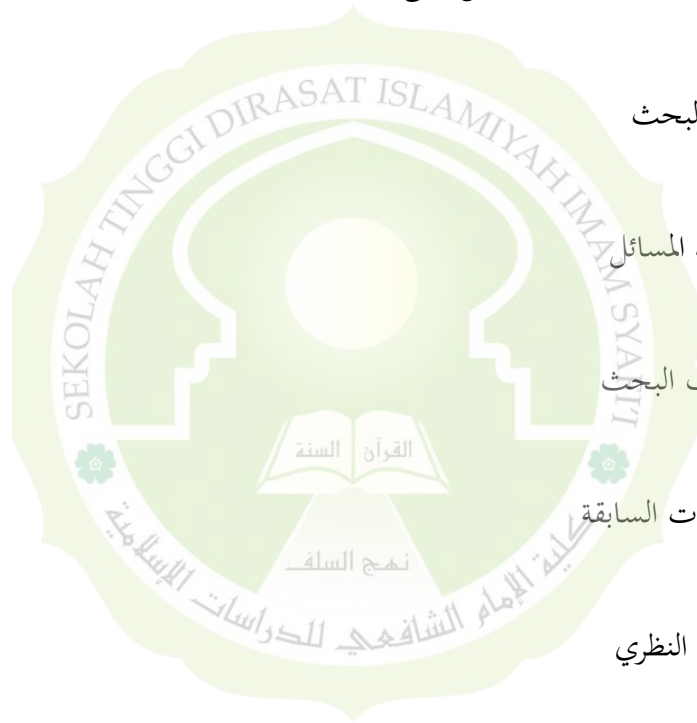 SEKOLAH TINGGI DIRASAT ISLAMIYAH IMAM SYAFI'I
لبحث
المسائل
البحث
ت السابقة
النظري
القرآن السنة
نهج السلف
كلية الإمام الشافعي للدراسات الإسلامية